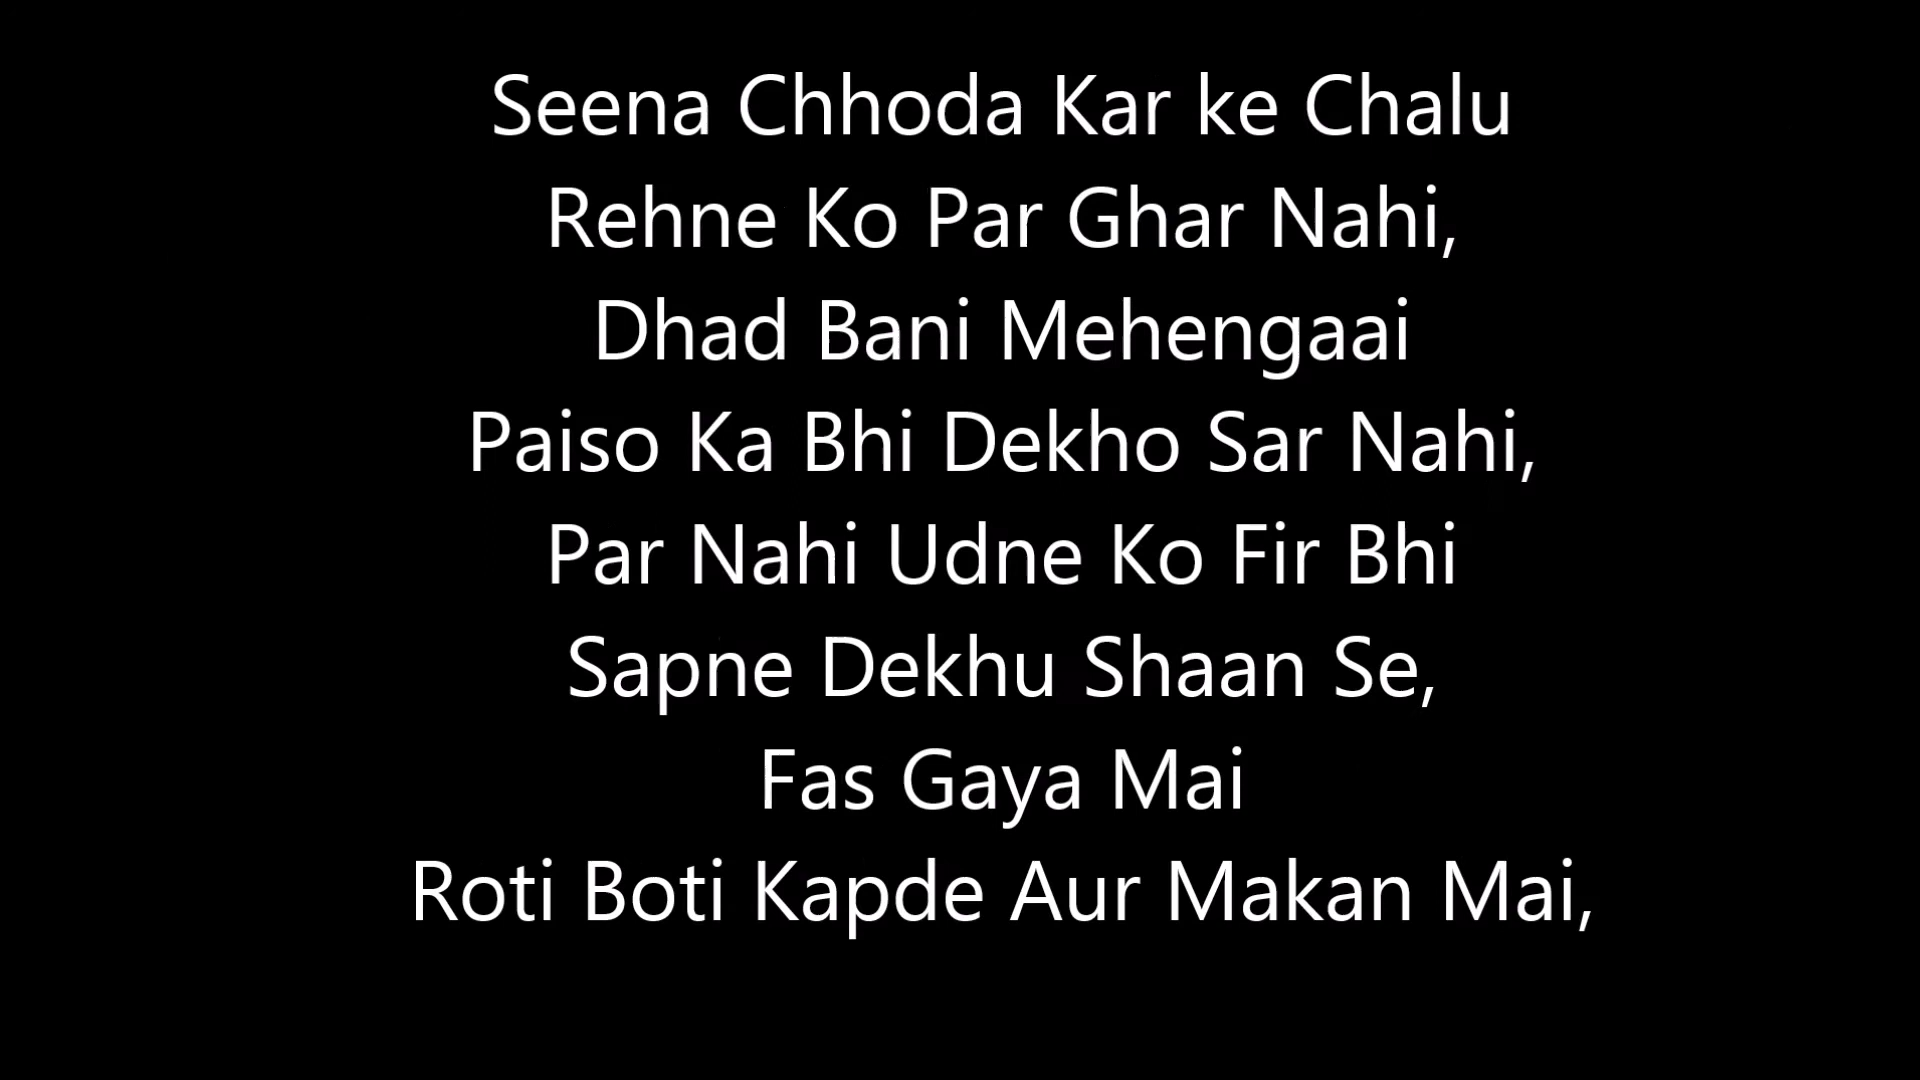 Seena Chhoda Kar ke Chalu
Rehne Ko Par Ghar Nahi,
Dhad Bani Mehengaai
Paiso Ka Bhi Dekho Sar Nahi,
Par Nahi Udne Ko Fir Bhi
Sapne Dekhu Shaan Se,
Fas Gaya Mai
Roti Boti Kapde Aur Makan Mai,